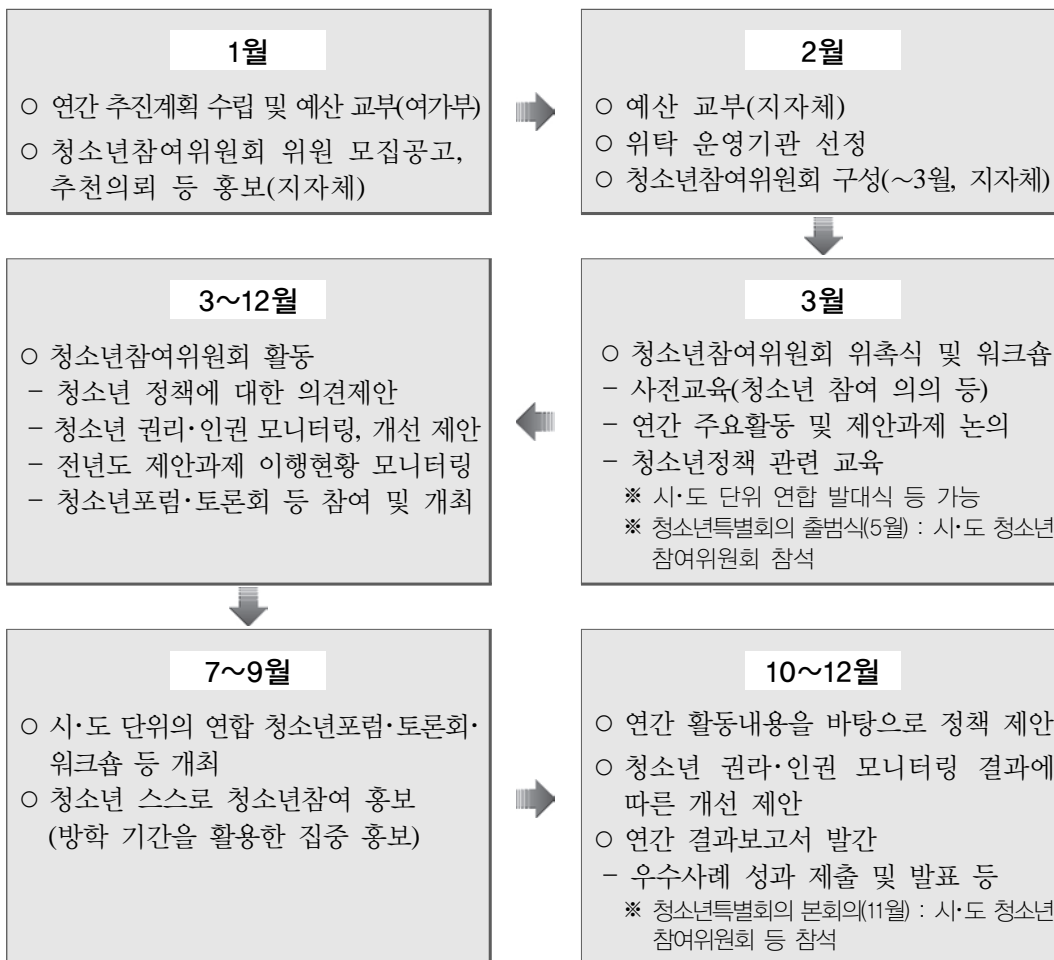 1월
○ 연간 추진계획 수립 및 예산 교부(여가부)
○ 청소년참여위원회 위원 모집공고,
추천의뢰 등 홍보(지자체)
2월
○ 예산 교부(지자체)
○ 위탁 운영기관 선정
○ 청소년참여위원회 구성(～3월, 지자체)
3월
○ 청소년참여위원회 위촉식 및 워크숍
- 사전교육(청소년 참여 의의 등)
- 연간 주요활동 및 제안과제 논의
- 청소년정책 관련 교육
※ 시·도 단위 연합 발대식 등 가능
※ 청소년특별회의 출범식(5월) : 시·도 청소년
참여위원회 참석
3～12월
○ 청소년참여위원회 활동
- 청소년 정책에 대한 의견제안
- 청소년 권리·인권 모니터링, 개선 제안
- 전년도 제안과제 이행현황 모니터링
- 청소년포럼·토론회 등 참여 및 개최
7～9월
○ 시·도 단위의 연합 청소년포럼·토론회·
워크숍 등 개최
○ 청소년 스스로 청소년참여 홍보
(방학 기간을 활용한 집중 홍보)
10～12월
○ 연간 활동내용을 바탕으로 정책 제안
○ 청소년 권라·인권 모니터링 결과에
따른 개선 제안
○ 연간 결과보고서 발간
- 우수사례 성과 제출 및 발표 등
※ 청소년특별회의 본회의(11월) : 시·도 청소년
참여위원회 등 참석